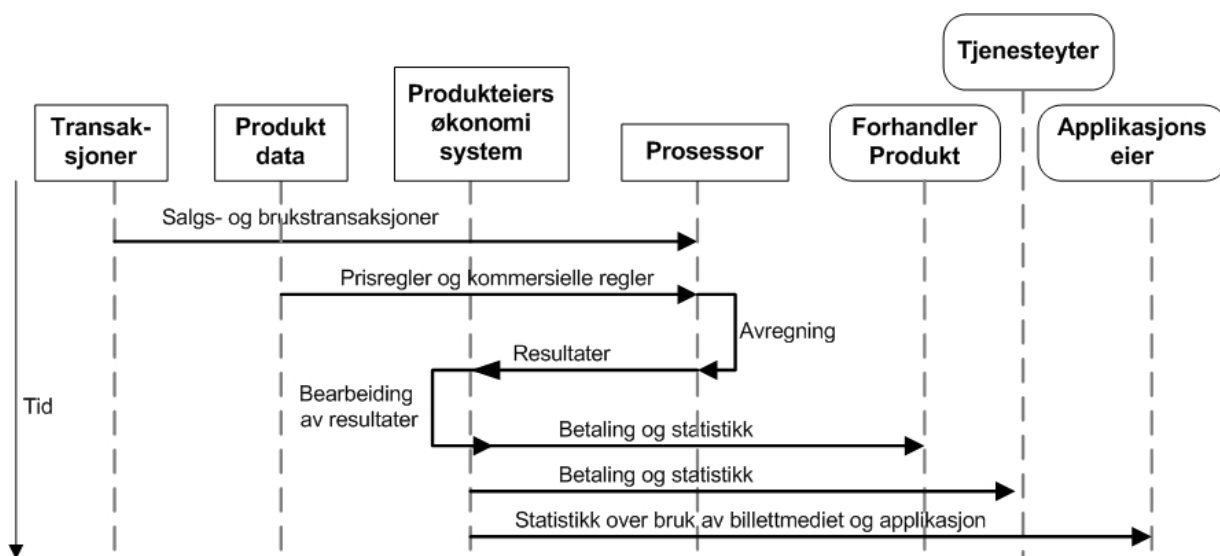 Tjenesteyter
Transak-
sjoner
Produkt
data
Produkteiers
økonomi
system
Prosessor
Forhandler
Produkt
Applikasjons
eier
Salgs- og brukstransaksjoner
Prisregler og kommersielle regler
Avregning
Resultater
Bearbeiding
av resultater
Tid
Betaling og statistikk
Betaling og statistikk
Statistikk over bruk av billettmediet og applikasjon